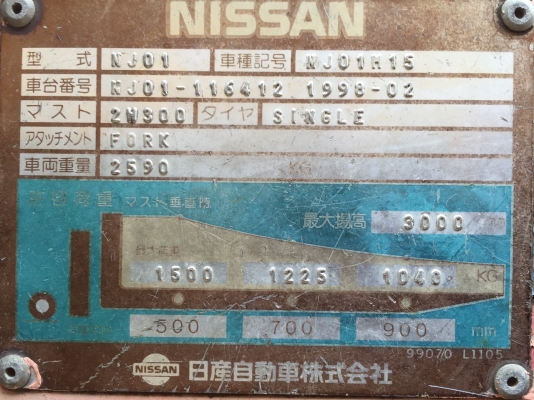 NISSAN
型式 NJ01 車種記号 NJ01H15
車台番号 NJ01-116412 1998-02
マスト 2W300 タイヤ SINGLE
アタッチメント FORK
車両重量 2590 KG
荷重 マスト垂直時
最大揚高 3000
1500 1225 1040 KG
500 700 900 mm
99070 L1105
NISSAN 日産自動車株式会社